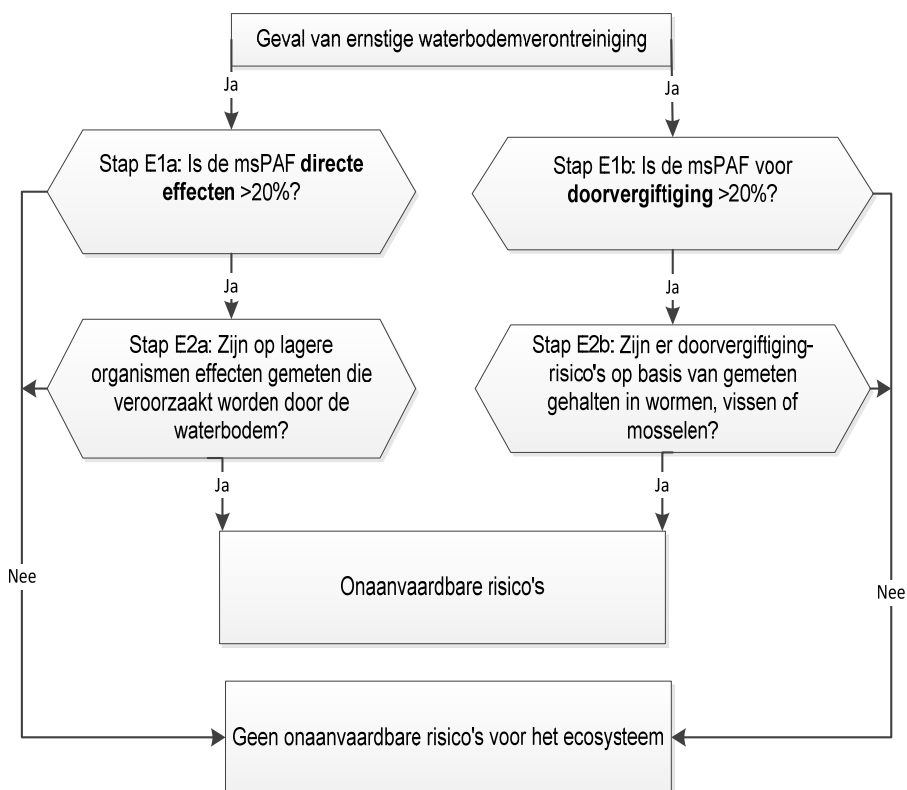 Geval van ernstige waterbodemverontreiniging
Ja
Ja
Stap E1a: Is de msPAF directe
effecten >20%?
Stap E1b: Is de msPAF voor
doorvergiftiging >20%?
Ja
Ja
Stap E2a: Zijn op lagere
organismen effecten gemeten die
veroorzaakt worden door de
waterbodem?
Stap E2b: Zijn er doorvergiftiging-
risico's op basis van gemeten
gehalten in wormen, vissen of
mosselen?
Ja
Ja
Nee
Onaanvaardbare risico's
Nee
Geen onaanvaardbare risico's voor het ecosysteem